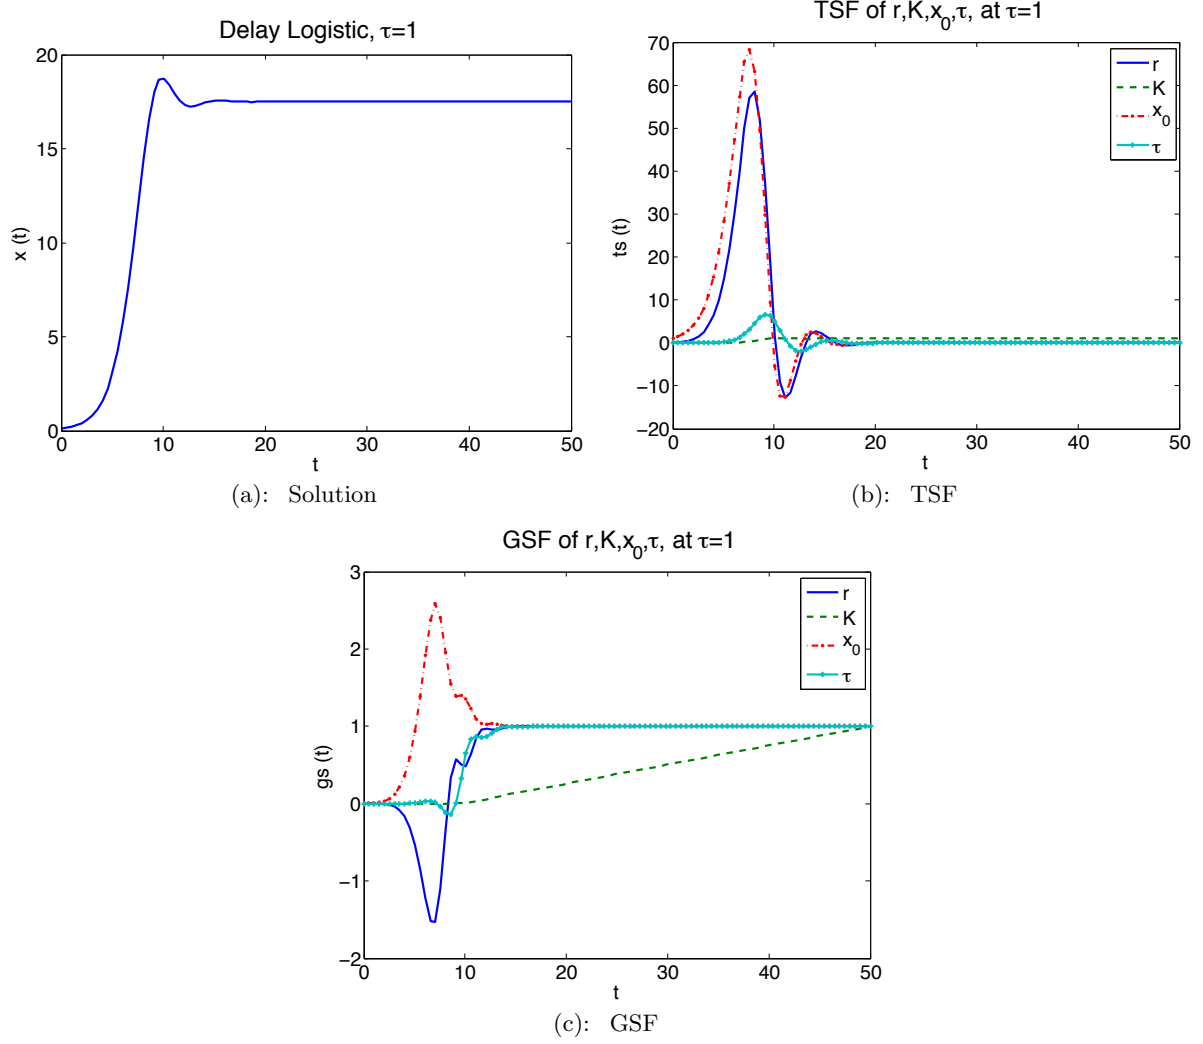 Delay Logistic, τ=1
20
15
10
5
0
x (t)
0 10 20 30 40 50
t
(a): Solution
TSF of r,K,x₀,τ, at τ=1
70
60
50
40
30
20
10
0
−10
−20
ts (t)
0 10 20 30 40 50
t
r
K
x₀
τ
(b): TSF
GSF of r,K,x₀,τ, at τ=1
3
2
1
0
−1
−2
gs (t)
0 10 20 30 40 50
t
r
K
x₀
τ
(c): GSF